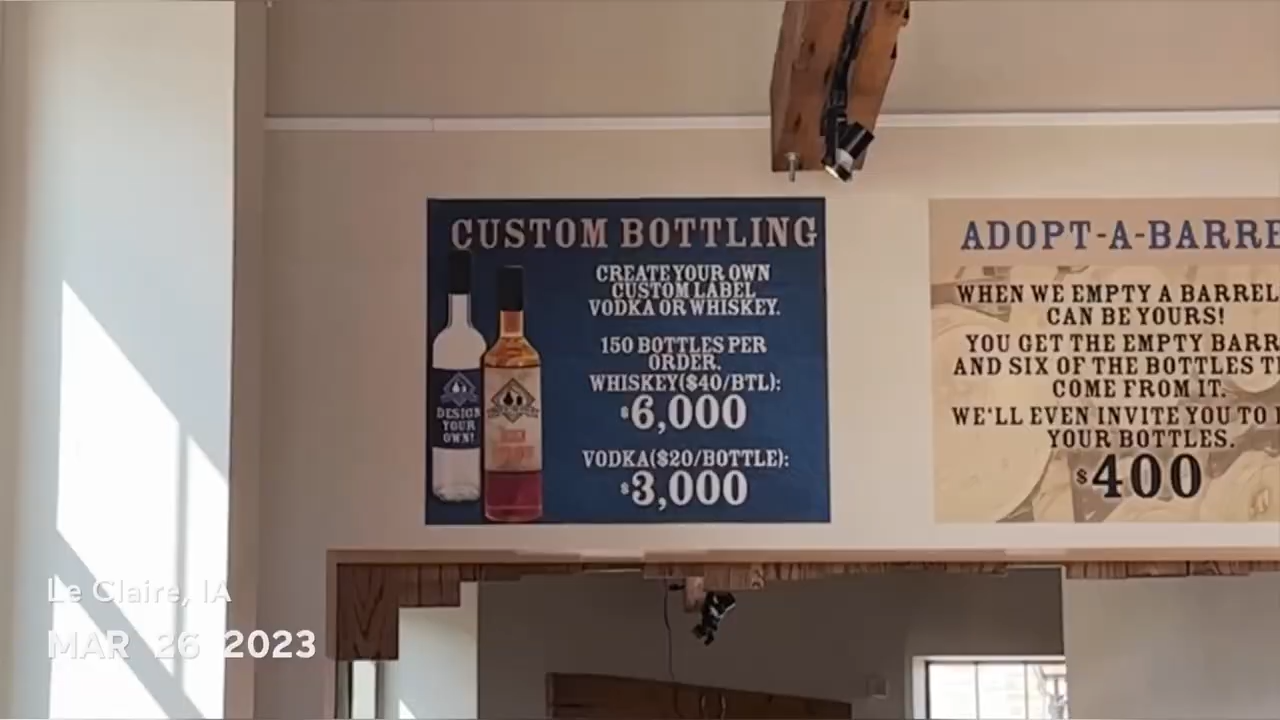 CUSTOM BOTTLING
CREATE YOUR OWN
CUSTOM LABEL
VODKA OR WHISKEY.
150 BOTTLES PER
ORDER.
WHISKEY($40/BTL):
$6,000
VODKA($20/BOTTLE):
$3,000
DESIGN
YOUR
OWN!
ADOPT-A-BARRE
WHEN WE EMPTY A BARREL
CAN BE YOURS!
YOU GET THE EMPTY BARR
AND SIX OF THE BOTTLES T
COME FROM IT.
WE'LL EVEN INVITE YOU TO
YOUR BOTTLES.
$400
Le Claire, IA
MAR 26 2023